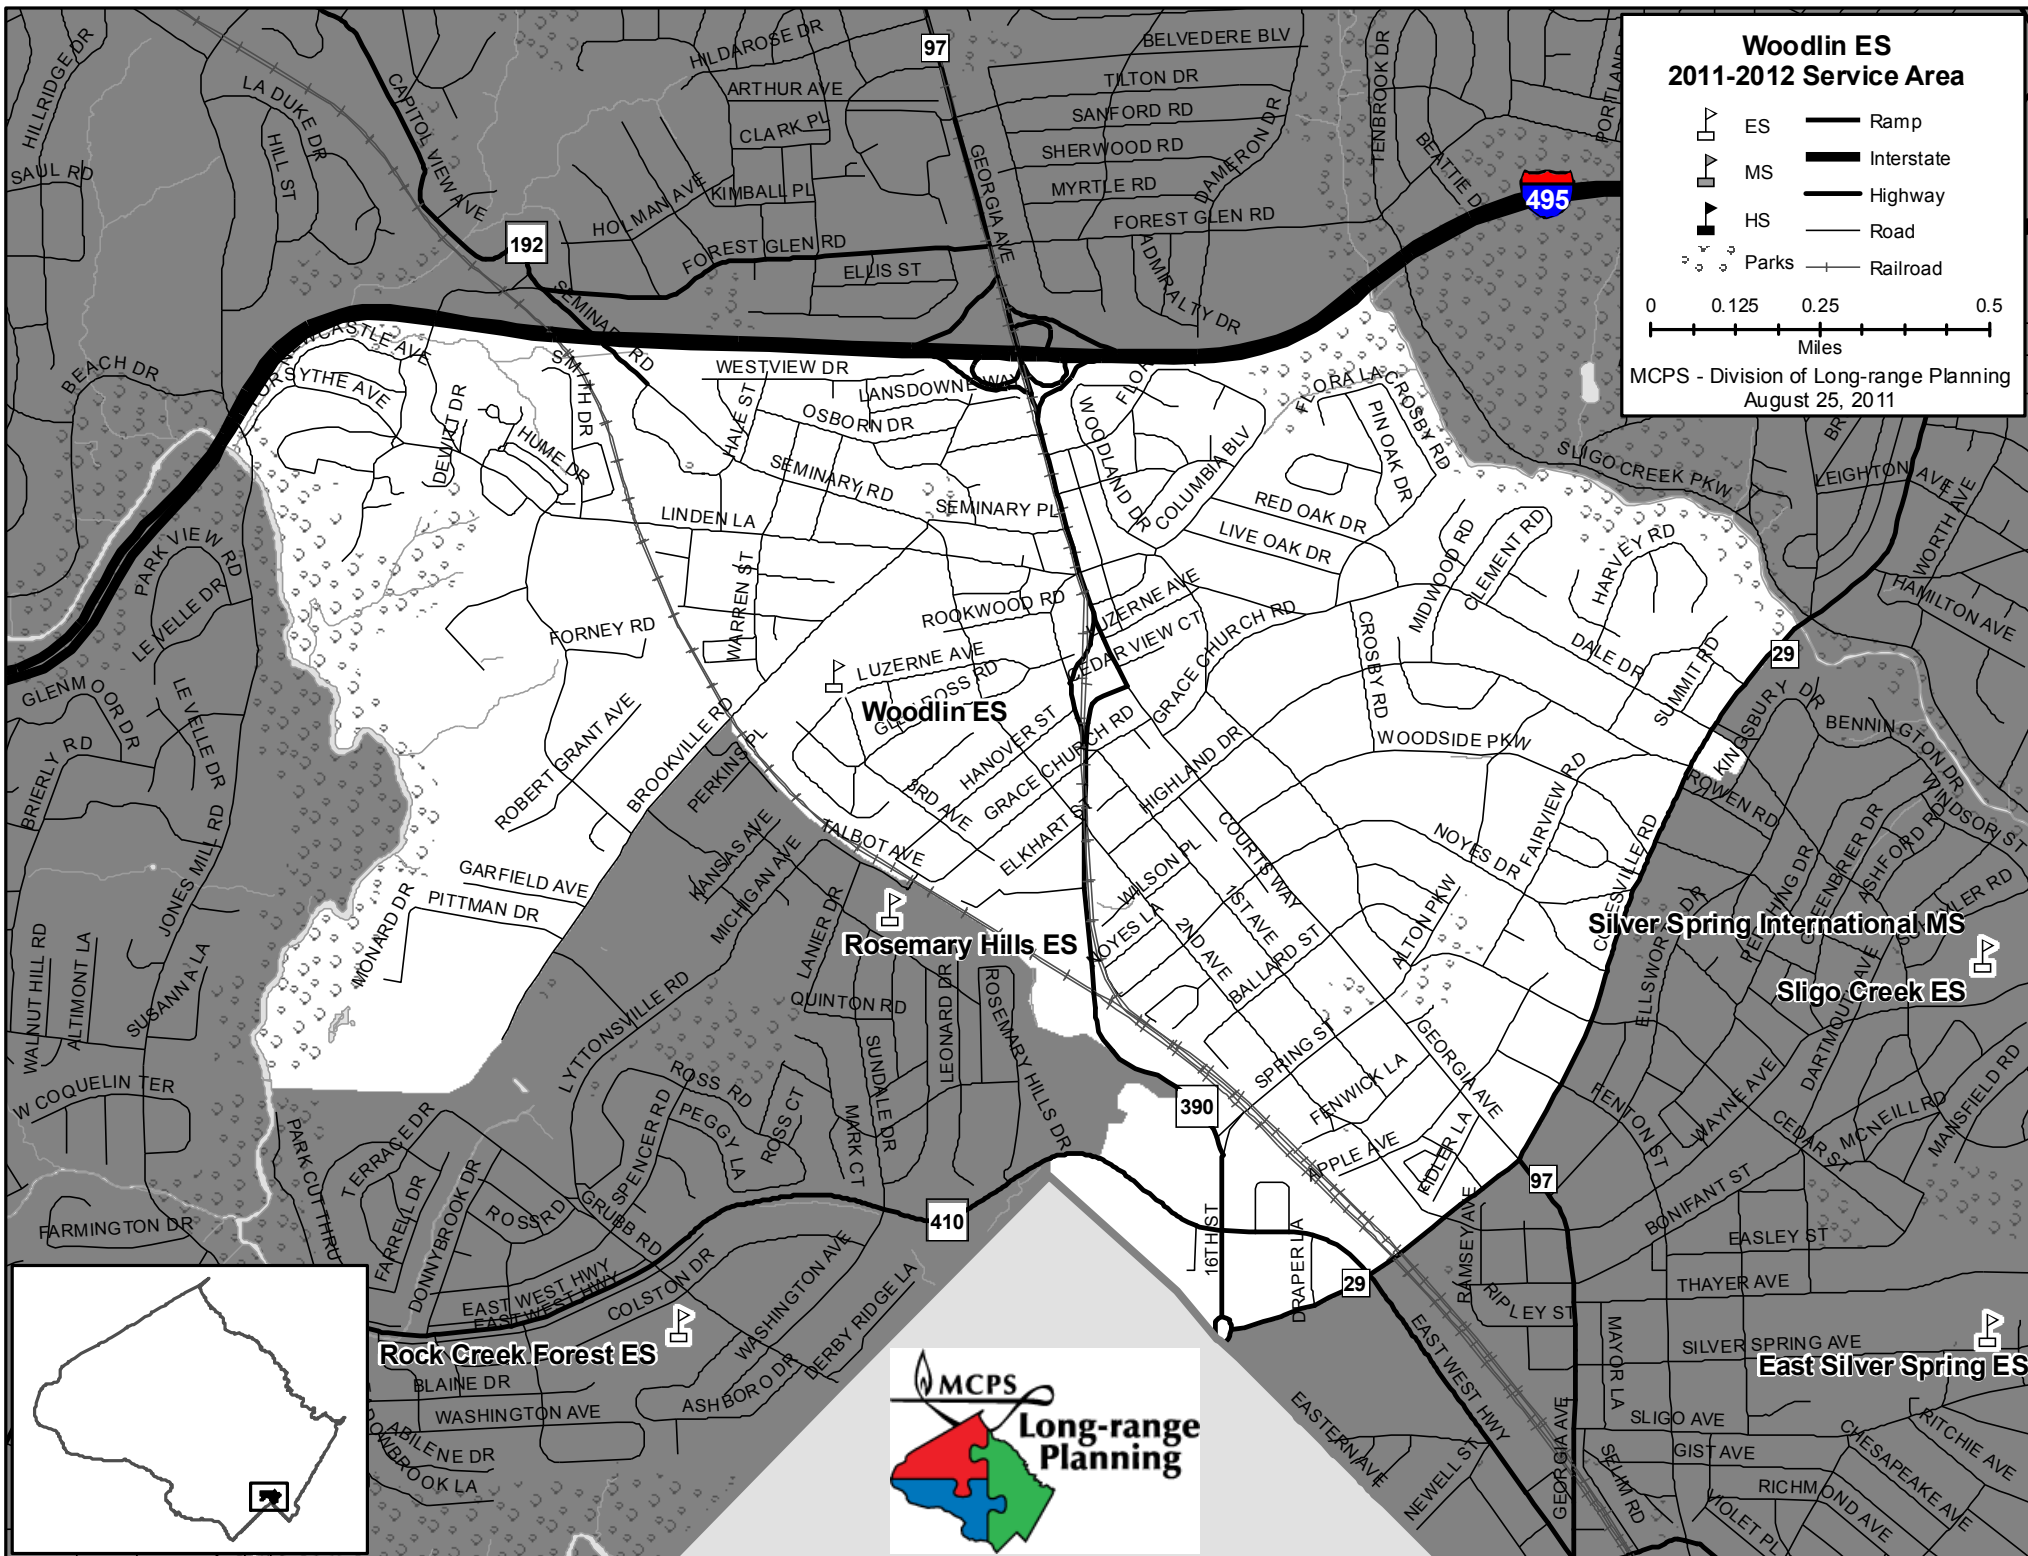 Woodlin ES
2011-2012 Service Area
ES
MS
HS
Parks
Ramp
Interstate
Highway
Road
Railroad
0 0.125 0.25 0.5
Miles
MCPS - Division of Long-range Planning
August 25, 2011
HILLRIDGE DR
LA DUKE DR
HILL ST
SAUL RD
CAPITOL VIEW AVE
HILDAROSE DR
ARTHUR AVE
CLARK PL
KIMBALL PL
HOLMAN AVE
FOREST GLEN RD
ELLIS ST
97
GEORGIA AVE
BELVEDERE BLV
TILTON DR
SANFORD RD
SHERWOOD RD
MYRTLE RD
DAMERON DR
FOREST GLEN RD
ADMIRALTY DR
TENBROOK DR
BEATTIE D
495
192
SEMINARY RD
NEWCASTLE AVE
BEACH DR
SMITH DR
WESTVIEW DR
LANSDOWNE WAY
HALE ST
OSBORN DR
DEWITT DR
HUME DR
SEMINARY RD
SEMINARY PL
LINDEN LA
WOODLAND DR
COLUMBIA BLV
FLORA LA
CROSBY RD
PIN OAK DR
RED OAK DR
LIVE OAK DR
SLIGO CREEK PKW
LEIGHTON AVE
WORTH AVE
HAMILTON AVE
MIDWOOD RD
CLEMENT RD
HARVEY RD
PARK VIEW RD
LE VELLE DR
LE VELLE DR
GLENMOOR DR
BRIERLY RD
JONES MILL RD
FORNEY RD
WARREN ST
ROOKWOOD RD
LUZERNE AVE
LUZERNE AVE
CEDAR VIEW CT
GRACE CHURCH RD
CROSBY RD
DALE DR
SUMMIT RD
29
KINGSBURY DR
BENNINGTON DR
WINDSOR ST
Woodlin ES
HANOVER ST
GRACE CHURCH RD
3RD AVE
ELKHART ST
HIGHLAND DR
WOODSIDE PKW
FAIRVIEW RD
NOYES DR
ROWEN RD
ROBERT GRANT AVE
BROOKVILLE RD
PERKINS PL
KANSAS AVE
MICHIGAN AVE
TALBOT AVE
GARFIELD AVE
PITTMAN DR
MONARD DR
WILSON PL
NOYES LA
COURTS WAY
1ST AVE
2ND AVE
BALLARD ST
ALTON PKW
COLESVILLE RD
ELLSWORTH DR
PERSHING DR
GREENBRIER DR
ASHFORD RD
Silver Spring International MS
Sligo Creek ES
Rosemary Hills ES
LANIER DR
QUINTON RD
LEONARD DR
ROSEMARY HILLS DR
SUNDALE DR
LYTTONSVILLE RD
WALNUT HILL RD
ALTIMONT LA
SUSANNA LA
W COQUELIN TER
PARK CUT THRU
TERRACE DR
FARRELL DR
DONNYBROOK DR
ROSS RD
ROSS RD
PEGGY LA
ROSS CT
MARK CT
SPENCER RD
GRUBB RD
FARMINGTON DR
390
SPRING ST
FENWICK LA
GEORGIA AVE
APPLE AVE
FIDLER LA
FENTON ST
WAYNE AVE
DARTMOUTH AVE
CEDAR ST
MCNEILL RD
MANSFIELD RD
97
BONIFANT ST
EASLEY ST
THAYER AVE
RAMSEY AVE
RIPLEY ST
410
16TH ST
DRAPER LA
29
EAST WEST HWY
EAST WEST HWY
COLSTON DR
WASHINGTON AVE
DERBY RIDGE LA
Rock Creek Forest ES
BLAINE DR
WASHINGTON AVE
ABILENE DR
ASHBORO DR
MAYOR LA
SILVER SPRING AVE
East Silver Spring ES
SLIGO AVE
GIST AVE
RICHMOND AVE
CHESAPEAKE AVE
RITCHIE AVE
VIOLET PL
SELIM RD
GEORGIA AVE
EAST WEST HWY
EASTERN AVE
NEWELL ST
MCPS
Long-range
Planning